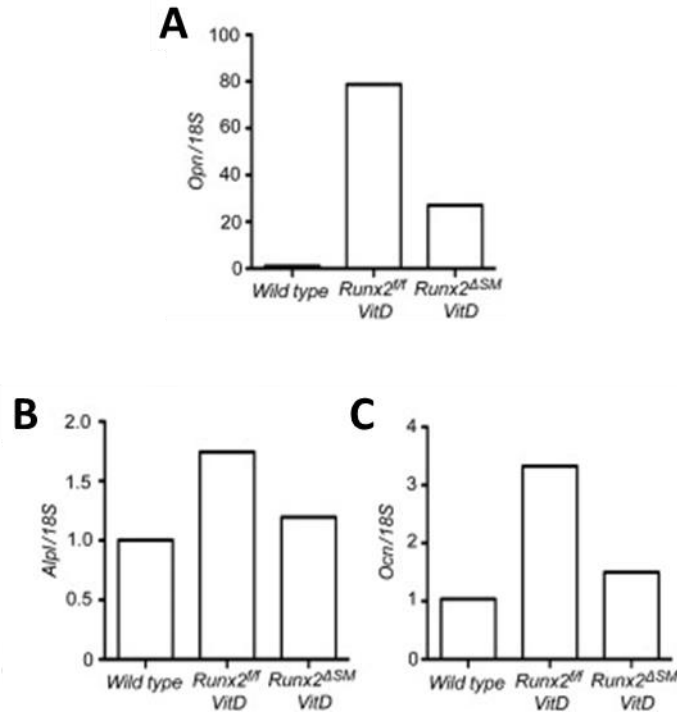 A
Opn/18S
100
80
60
40
20
0
Wild type Runx2f/f VitD Runx2ΔSM VitD
B
Alpl/18S
2.0
1.5
1.0
0.5
0
Wild type Runx2f/f VitD Runx2ΔSM VitD
C
Ocn/18S
4
3
2
1
0
Wild type Runx2f/f VitD Runx2ΔSM VitD